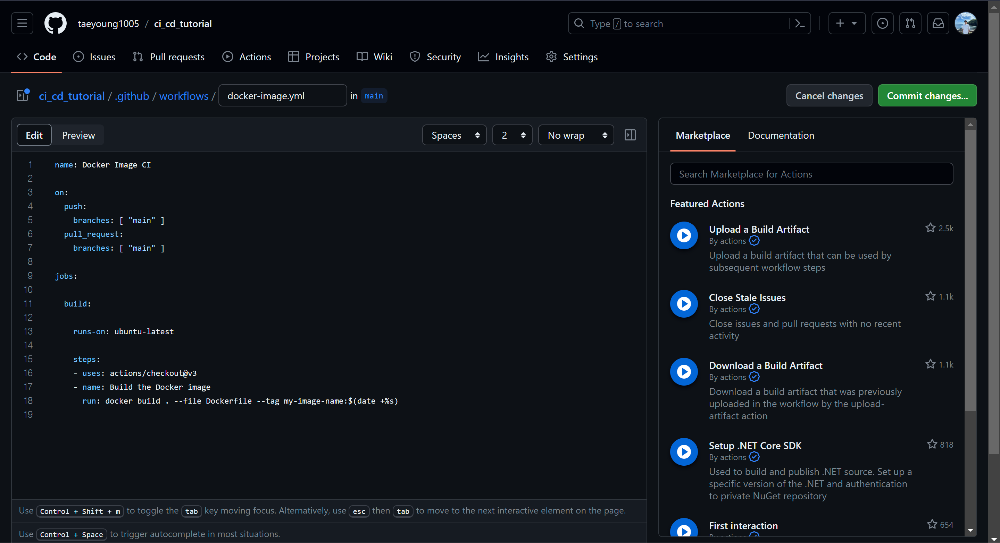 taeyoung1005 / ci_cd_tutorial
Type / to search
Code Issues Pull requests Actions Projects Wiki Security Insights Settings
ci_cd_tutorial / .github / workflows / docker-image.yml in main
Cancel changes Commit changes...
Edit Preview Spaces 2 No wrap
1 name: Docker Image CI
2
3 on:
4 push:
5 branches: [ "main" ]
6 pull_request:
7 branches: [ "main" ]
8
9 jobs:
10
11 build:
12
13 runs-on: ubuntu-latest
14
15 steps:
16 - uses: actions/checkout@v3
17 - name: Build the Docker image
18 run: docker build . --file Dockerfile --tag my-image-name:$(date +%s)
19
Use Control + Shift + m to toggle the tab key moving focus. Alternatively, use esc then tab to move to the next interactive element on the page.
Use Control + Space to trigger autocomplete in most situations.
Marketplace Documentation
Search Marketplace for Actions
Featured Actions
Upload a Build Artifact 2.5k
By actions
Upload a build artifact that can be used by
subsequent workflow steps
Close Stale Issues 1.1k
By actions
Close issues and pull requests with no recent
activity
Download a Build Artifact 1.1k
By actions
Download a build artifact that was previously
uploaded in the workflow by the upload-
artifact action
Setup .NET Core SDK 818
By actions
Used to build and publish .NET source. Set up a
specific version of the .NET and authentication
to private NuGet repository
First interaction 654